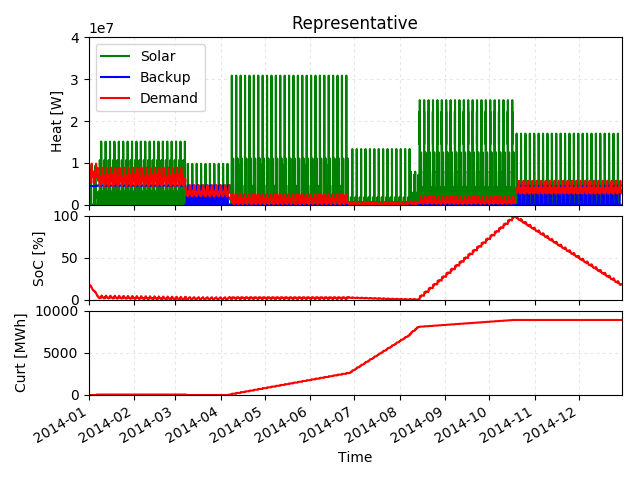 Representative
1e7
Heat [W]
4
3
2
1
0
Solar
Backup
Demand
SoC [%]
100
50
0
Curt [MWh]
10000
5000
0
2014-01
2014-02
2014-03
2014-04
2014-05
2014-06
2014-07
2014-08
2014-09
2014-10
2014-11
2014-12
Time